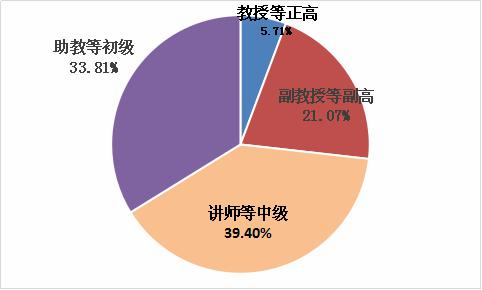 教授等正高
5.71%
助教等初级
33.81%
副教授等副高
21.07%
讲师等中级
39.40%